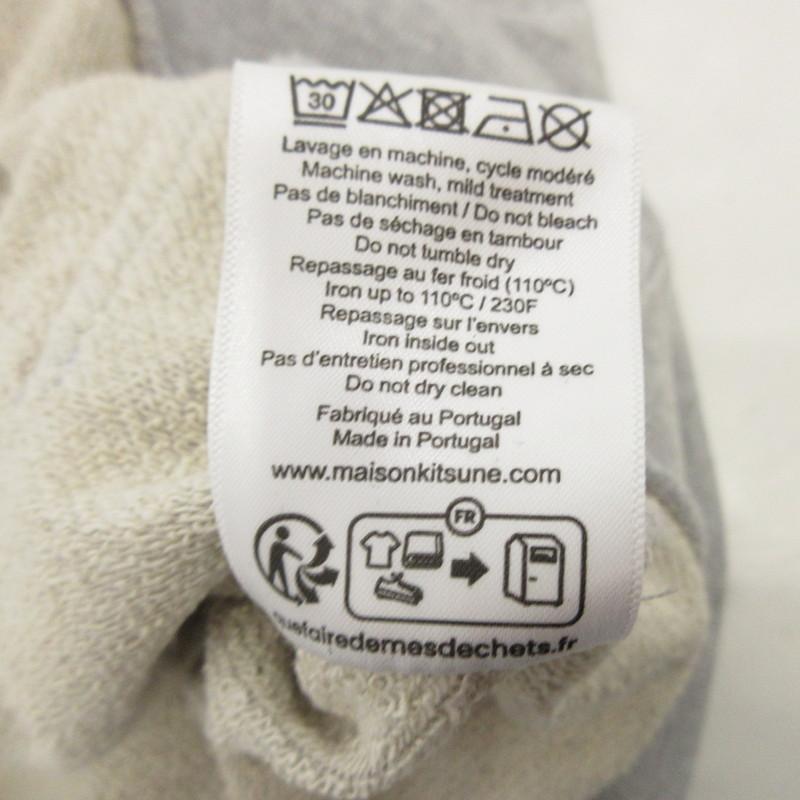 30
Lavage en machine, cycle modéré
Machine wash, mild treatment
Pas de blanchiment / Do not bleach
Pas de séchage en tambour
Do not tumble dry
Repassage au fer froid (110ºC)
Iron up to 110ºC / 230F
Repassage sur l'envers
Iron inside out
Pas d'entretien professionnel à sec
Do not dry clean
Fabriqué au Portugal
Made in Portugal
www.maisonkitsune.com
FR
quefairedemesdechets.fr